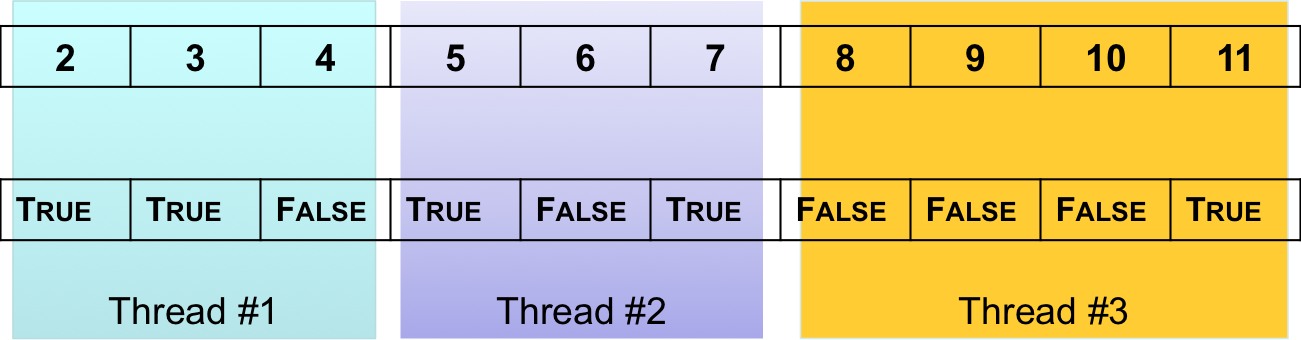 2 3 4 5 6 7 8 9 10 11
TRUE TRUE FALSE TRUE FALSE TRUE FALSE FALSE FALSE TRUE
Thread #1 Thread #2 Thread #3